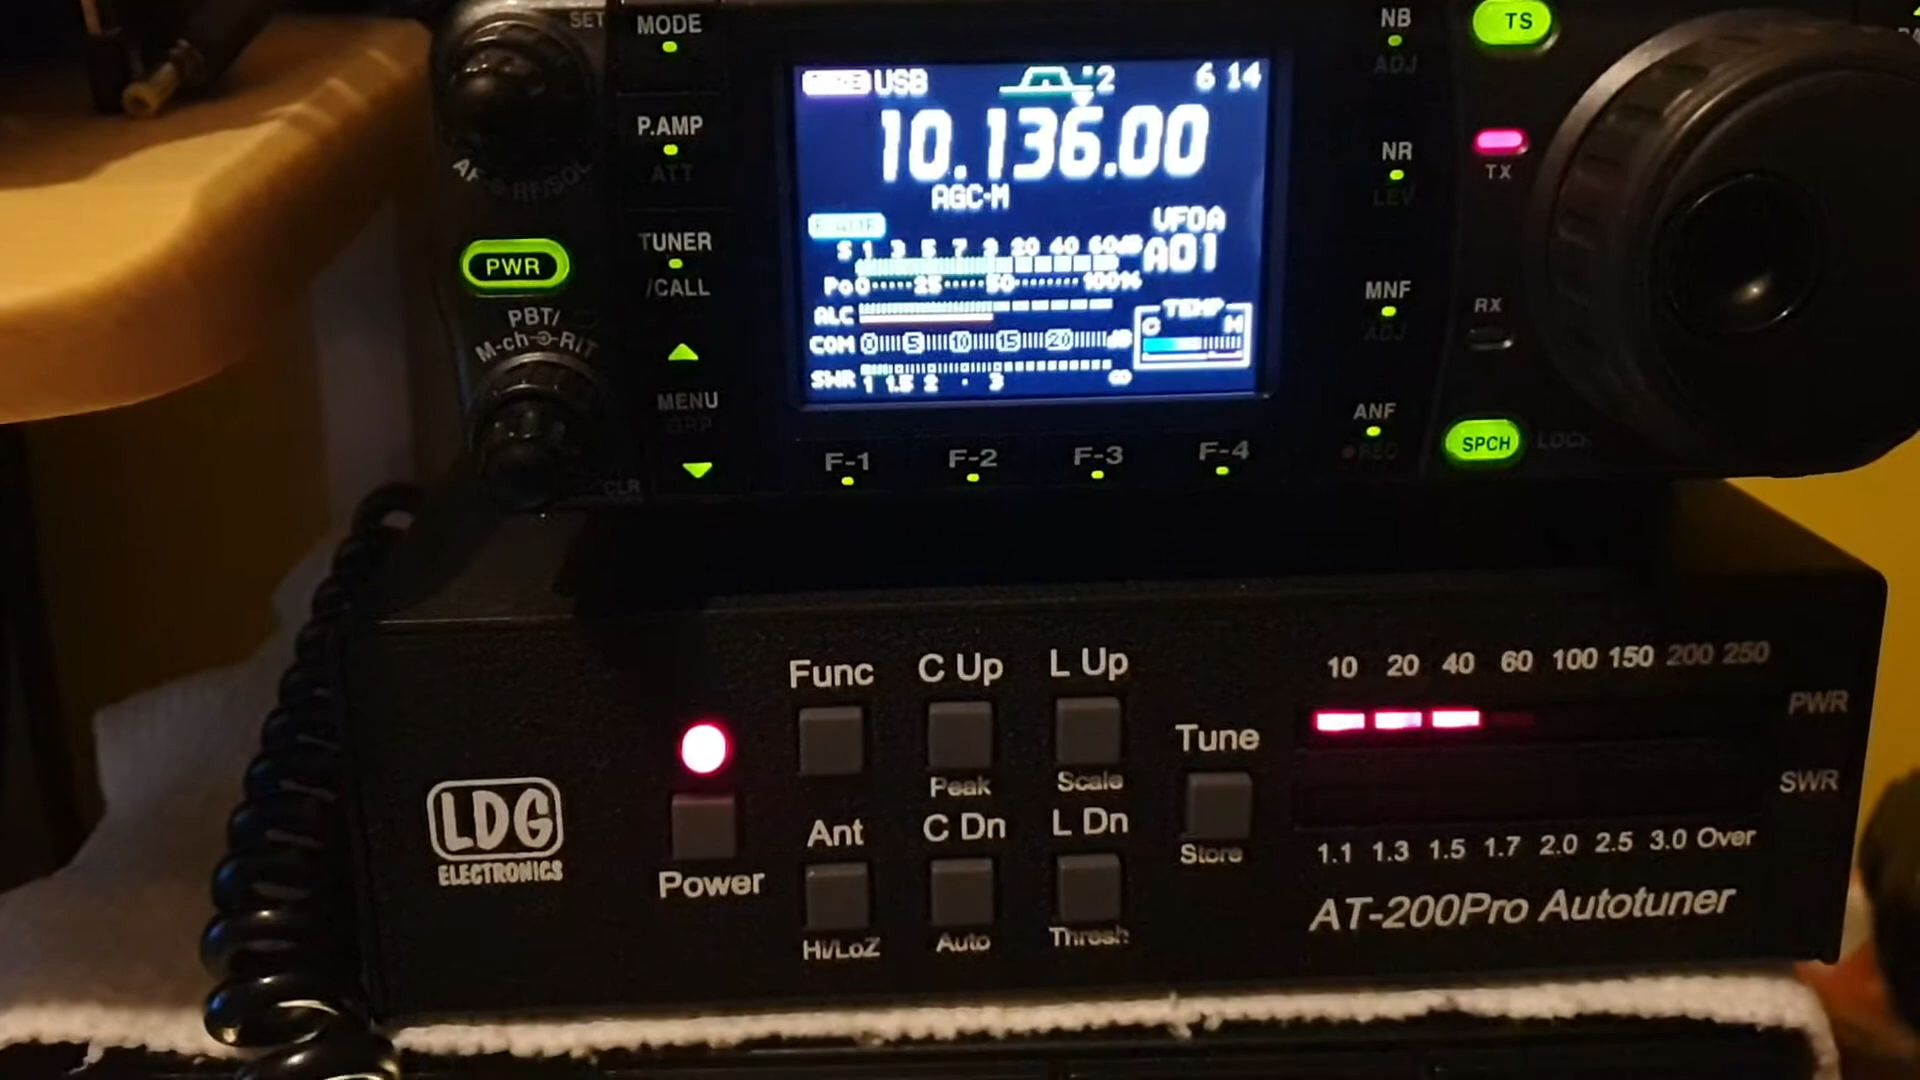 SET
MODE
NB
TS
ADJ
USB
2
6 14
P.AMP
10.136.00
ATT
AGC-M
NR
TX
LEV
AF
RF/SQL
VFOA
A01
TUNER
/CALL
S 1 3 5 7 9 20 40 60dB
Po 0 25 50 100%
ALC
COM 0 5 10 15 20 dB
SWR 1 1.5 2 3 ∞
TEMP
C H
PWR
PBT/
M-ch RIT
MNF
ADJ
RX
MENU
GRP
CLR
ANF
REC
SPCH
LOCK
F-1 F-2 F-3 F-4
Func C Up L Up
10 20 40 60 100 150 200 250
PWR
Tune
Peak Scale
SWR
Ant C Dn L Dn
Store
1.1 1.3 1.5 1.7 2.0 2.5 3.0 Over
LDG
ELECTRONICS
Power
Hi/LoZ Auto Thresh
AT-200Pro Autotuner